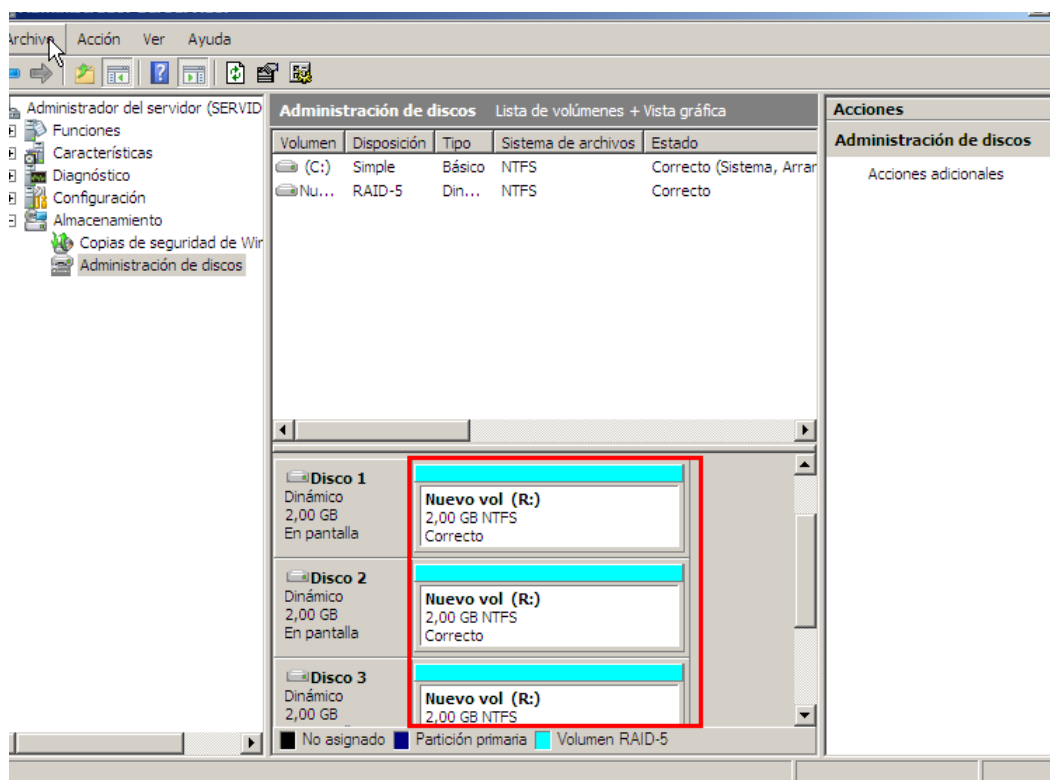 Archivo Acción Ver Ayuda
Administrador del servidor (SERVID
Funciones
Características
Diagnóstico
Configuración
Almacenamiento
Copias de seguridad de Wir
Administración de discos
Administración de discos Lista de volúmenes + Vista gráfica
Volumen Disposición Tipo Sistema de archivos Estado
(C:) Simple Básico NTFS Correcto (Sistema, Arrar
Nu... RAID-5 Din... NTFS Correcto
Disco 1
Dinámico
2,00 GB
En pantalla
Nuevo vol (R:)
2,00 GB NTFS
Correcto
Disco 2
Dinámico
2,00 GB
En pantalla
Nuevo vol (R:)
2,00 GB NTFS
Correcto
Disco 3
Dinámico
2,00 GB
Nuevo vol (R:)
2,00 GB NTFS
No asignado Partición primaria Volumen RAID-5
Acciones
Administración de discos
Acciones adicionales